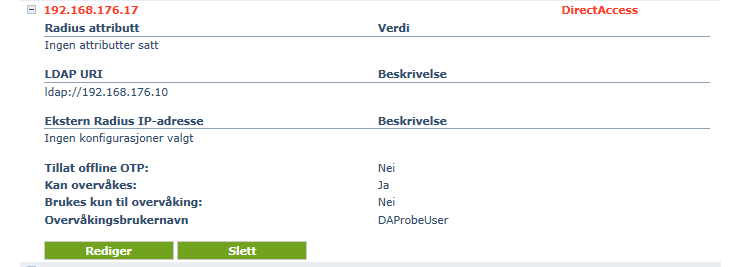 192.168.176.17 DirectAccess
Radius attributt Verdi
Ingen attributter satt
LDAP URI Beskrivelse
ldap://192.168.176.10
Ekstern Radius IP-adresse Beskrivelse
Ingen konfigurasjoner valgt
Tillat offline OTP: Nei
Kan overvåkes: Ja
Brukes kun til overvåking: Nei
Overvåkingsbrukernavn DAProbeUser
Rediger Slett